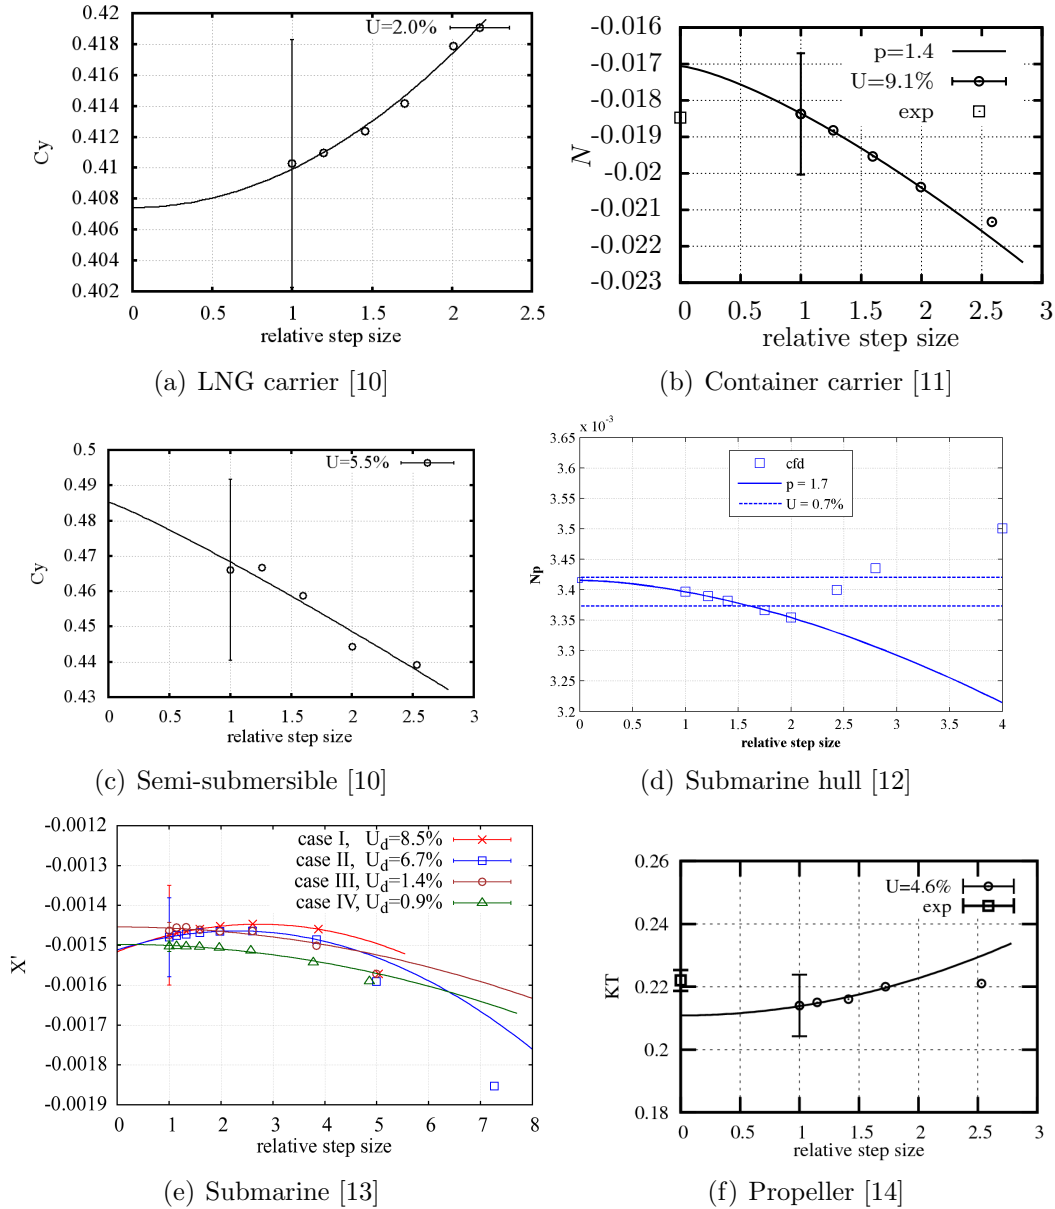 0.42
0.418
0.416
0.414
0.412
0.41
0.408
0.406
0.404
0.402
Cy
U=2.0%
0 0.5 1 1.5 2 2.5
relative step size
(a) LNG carrier [10]
-0.016
-0.017
-0.018
-0.019
-0.02
-0.021
-0.022
-0.023
N
p=1.4
U=9.1%
exp
0 0.5 1 1.5 2 2.5 3
relative step size
(b) Container carrier [11]
0.5
0.49
0.48
0.47
0.46
0.45
0.44
0.43
Cy
U=5.5%
0 0.5 1 1.5 2 2.5 3
relative step size
(c) Semi-submersible [10]
x 10⁻³
3.65
3.6
3.55
3.5
3.45
3.4
3.35
3.3
3.25
3.2
Np
cfd
p = 1.7
U = 0.7%
0 0.5 1 1.5 2 2.5 3 3.5 4
relative step size
(d) Submarine hull [12]
-0.0012
-0.0013
-0.0014
-0.0015
-0.0016
-0.0017
-0.0018
-0.0019
X'
case I, Ud=8.5%
case II, Ud=6.7%
case III, Ud=1.4%
case IV, Ud=0.9%
0 1 2 3 4 5 6 7 8
relative step size
(e) Submarine [13]
0.26
0.24
0.22
0.2
0.18
KT
U=4.6%
exp
0 0.5 1 1.5 2 2.5 3
relative step size
(f) Propeller [14]